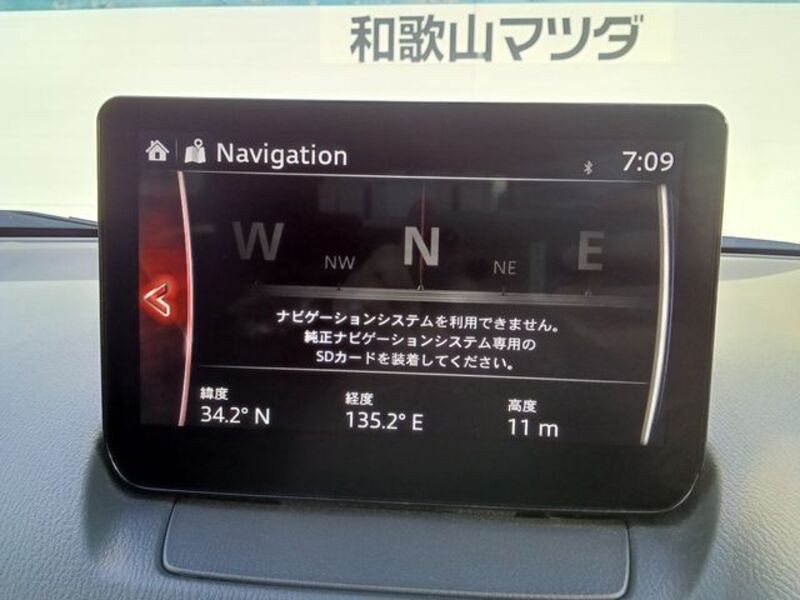 和歌山マツダ
Navigation
7:09
W NW N NE E
ナビゲーションシステムを利用できません。
純正ナビゲーションシステム専用の
SDカードを装着してください。
緯度 経度 高度
34.2° N 135.2° E 11 m